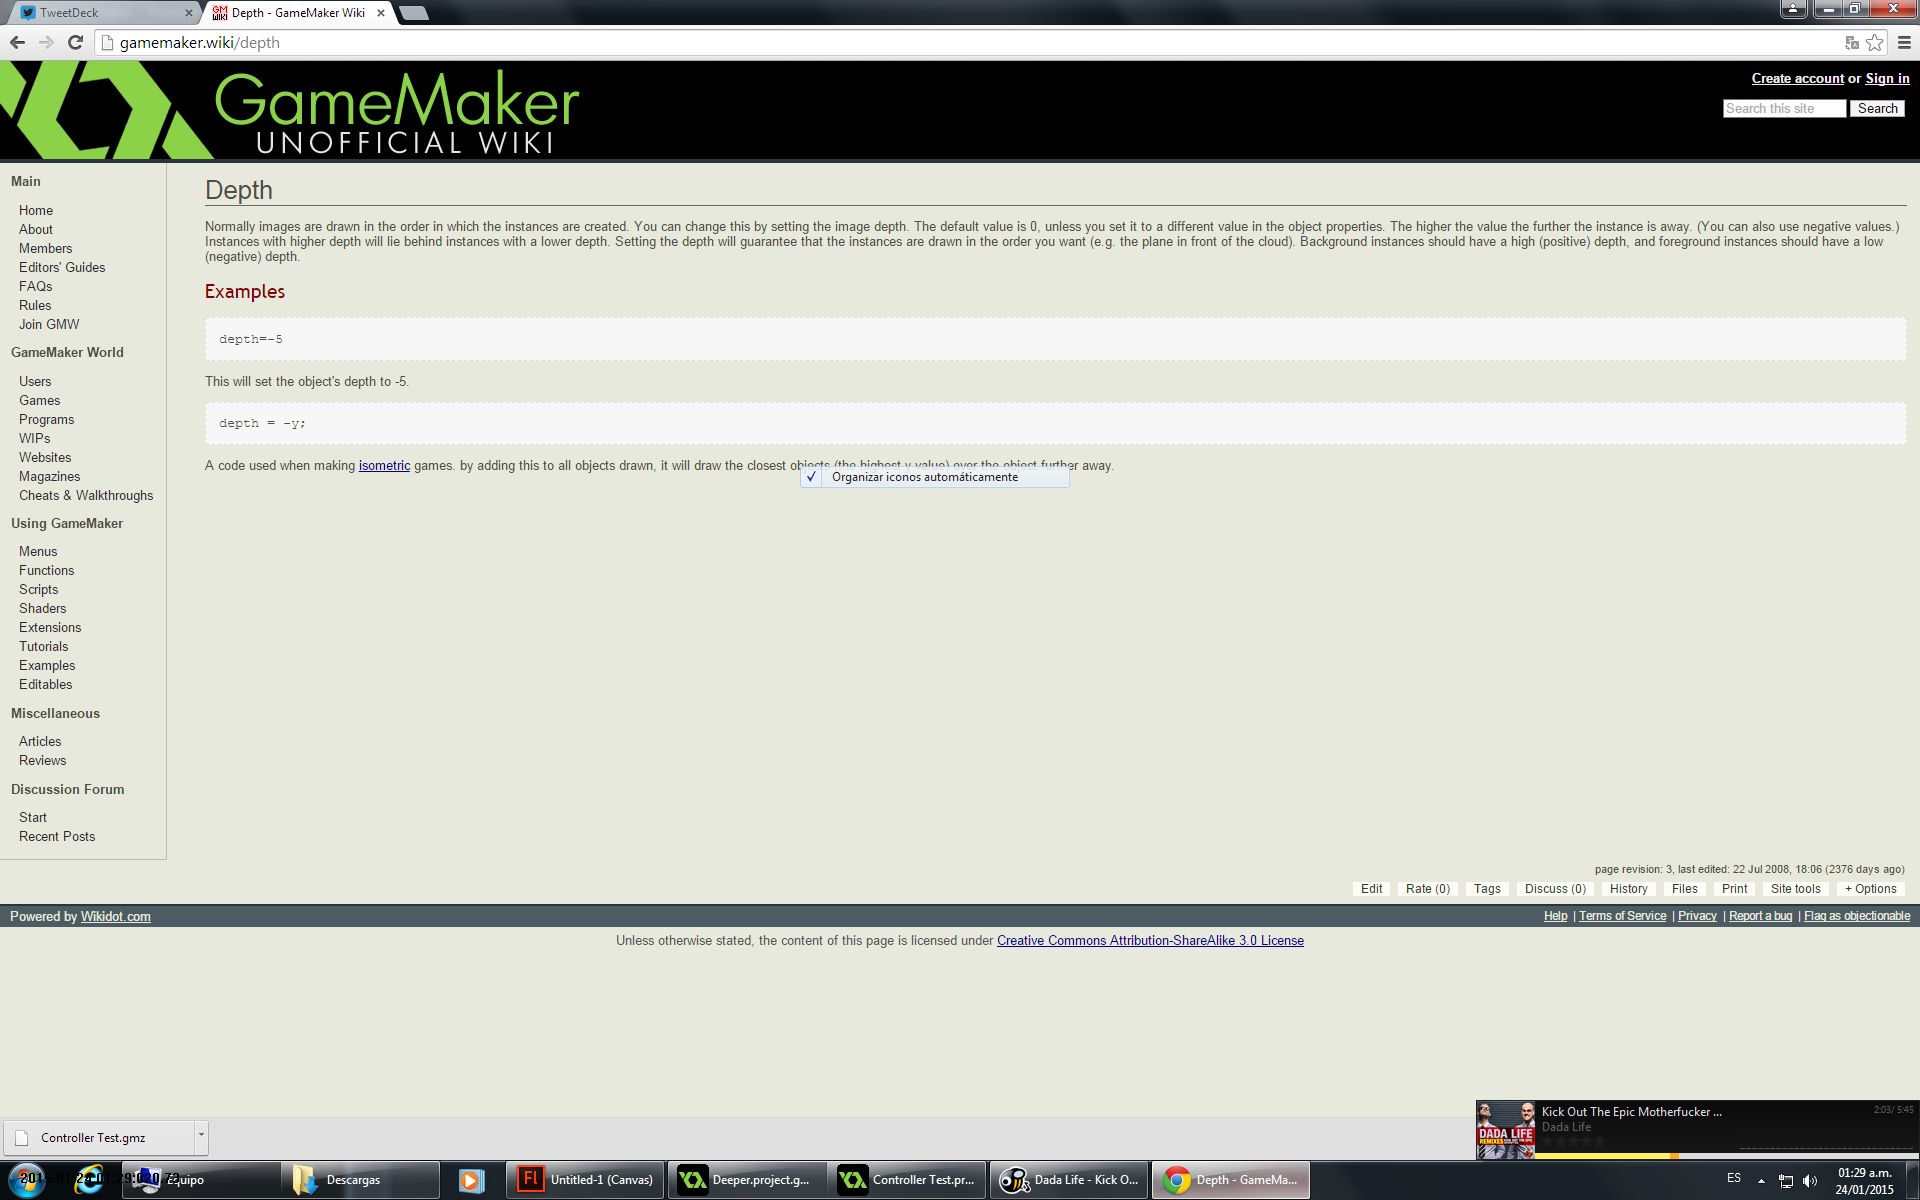 TweetDeck
Depth - GameMaker Wiki
gamemaker.wiki/depth
GameMaker
UNOFFICIAL WIKI
Create account or Sign in
Search this site
Search
Main
Home
About
Members
Editors' Guides
FAQs
Rules
Join GMW
GameMaker World
Users
Games
Programs
WIPs
Websites
Magazines
Cheats & Walkthroughs
Using GameMaker
Menus
Functions
Scripts
Shaders
Extensions
Tutorials
Examples
Editables
Miscellaneous
Articles
Reviews
Discussion Forum
Start
Recent Posts
Depth
Normally images are drawn in the order in which the instances are created. You can change this by setting the image depth. The default value is 0, unless you set it to a different value in the object properties. The higher the value the further the instance is away. (You can also use negative values.)
Instances with higher depth will lie behind instances with a lower depth. Setting the depth will guarantee that the instances are drawn in the order you want (e.g. the plane in front of the cloud). Background instances should have a high (positive) depth, and foreground instances should have a low
(negative) depth.
Examples
depth=-5
This will set the object's depth to -5.
depth = -y;
A code used when making isometric games. by adding this to all objects drawn, it will draw the closest objects (the highest y value) over the object further away.
✓ Organizar iconos automáticamente
page revision: 3, last edited: 22 Jul 2008, 18:06 (2376 days ago)
Edit Rate (0) Tags Discuss (0) History Files Print Site tools + Options
Powered by Wikidot.com
Help | Terms of Service | Privacy | Report a bug | Flag as objectionable
Unless otherwise stated, the content of this page is licensed under Creative Commons Attribution-ShareAlike 3.0 License
Controller Test.gmz
DADA LIFE
Kick Out The Epic Motherfucker ...
2:03/ 5:45
Dada Life
Equipo
Descargas
Fl
Untitled-1 (Canvas)
Deeper.project.g...
Controller Test.pr...
Dada Life - Kick O...
Depth - GameMa...
ES
01:29 a.m.
24/01/2015